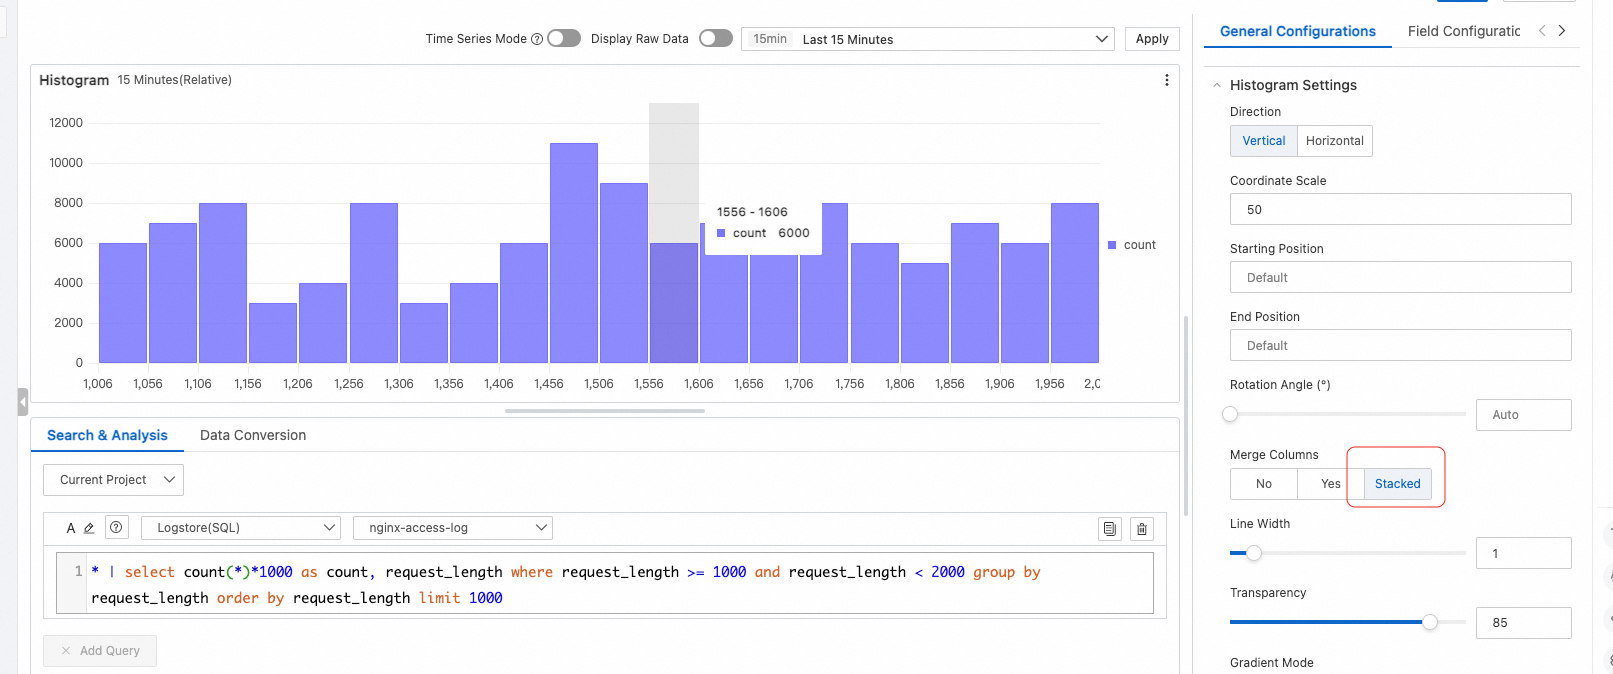 Time Series Mode ? Display Raw Data 15min Last 15 Minutes Apply
General Configurations Field Configuratic
Histogram 15 Minutes(Relative)
12000
10000
8000
6000
4000
2000
0
1556 - 1606
count 6000
count
1,006 1,056 1,106 1,156 1,206 1,256 1,306 1,356 1,406 1,456 1,506 1,556 1,606 1,656 1,706 1,756 1,806 1,856 1,906 1,956 2,0
Search & Analysis Data Conversion
Current Project
A ? Logstore(SQL) nginx-access-log
1 * | select count(*)*1000 as count, request_length where request_length >= 1000 and request_length < 2000 group by
request_length order by request_length limit 1000
Add Query
Histogram Settings
Direction
Vertical Horizontal
Coordinate Scale
50
Starting Position
Default
End Position
Default
Rotation Angle (°)
Auto
Merge Columns
No Yes Stacked
Line Width
1
Transparency
85
Gradient Mode